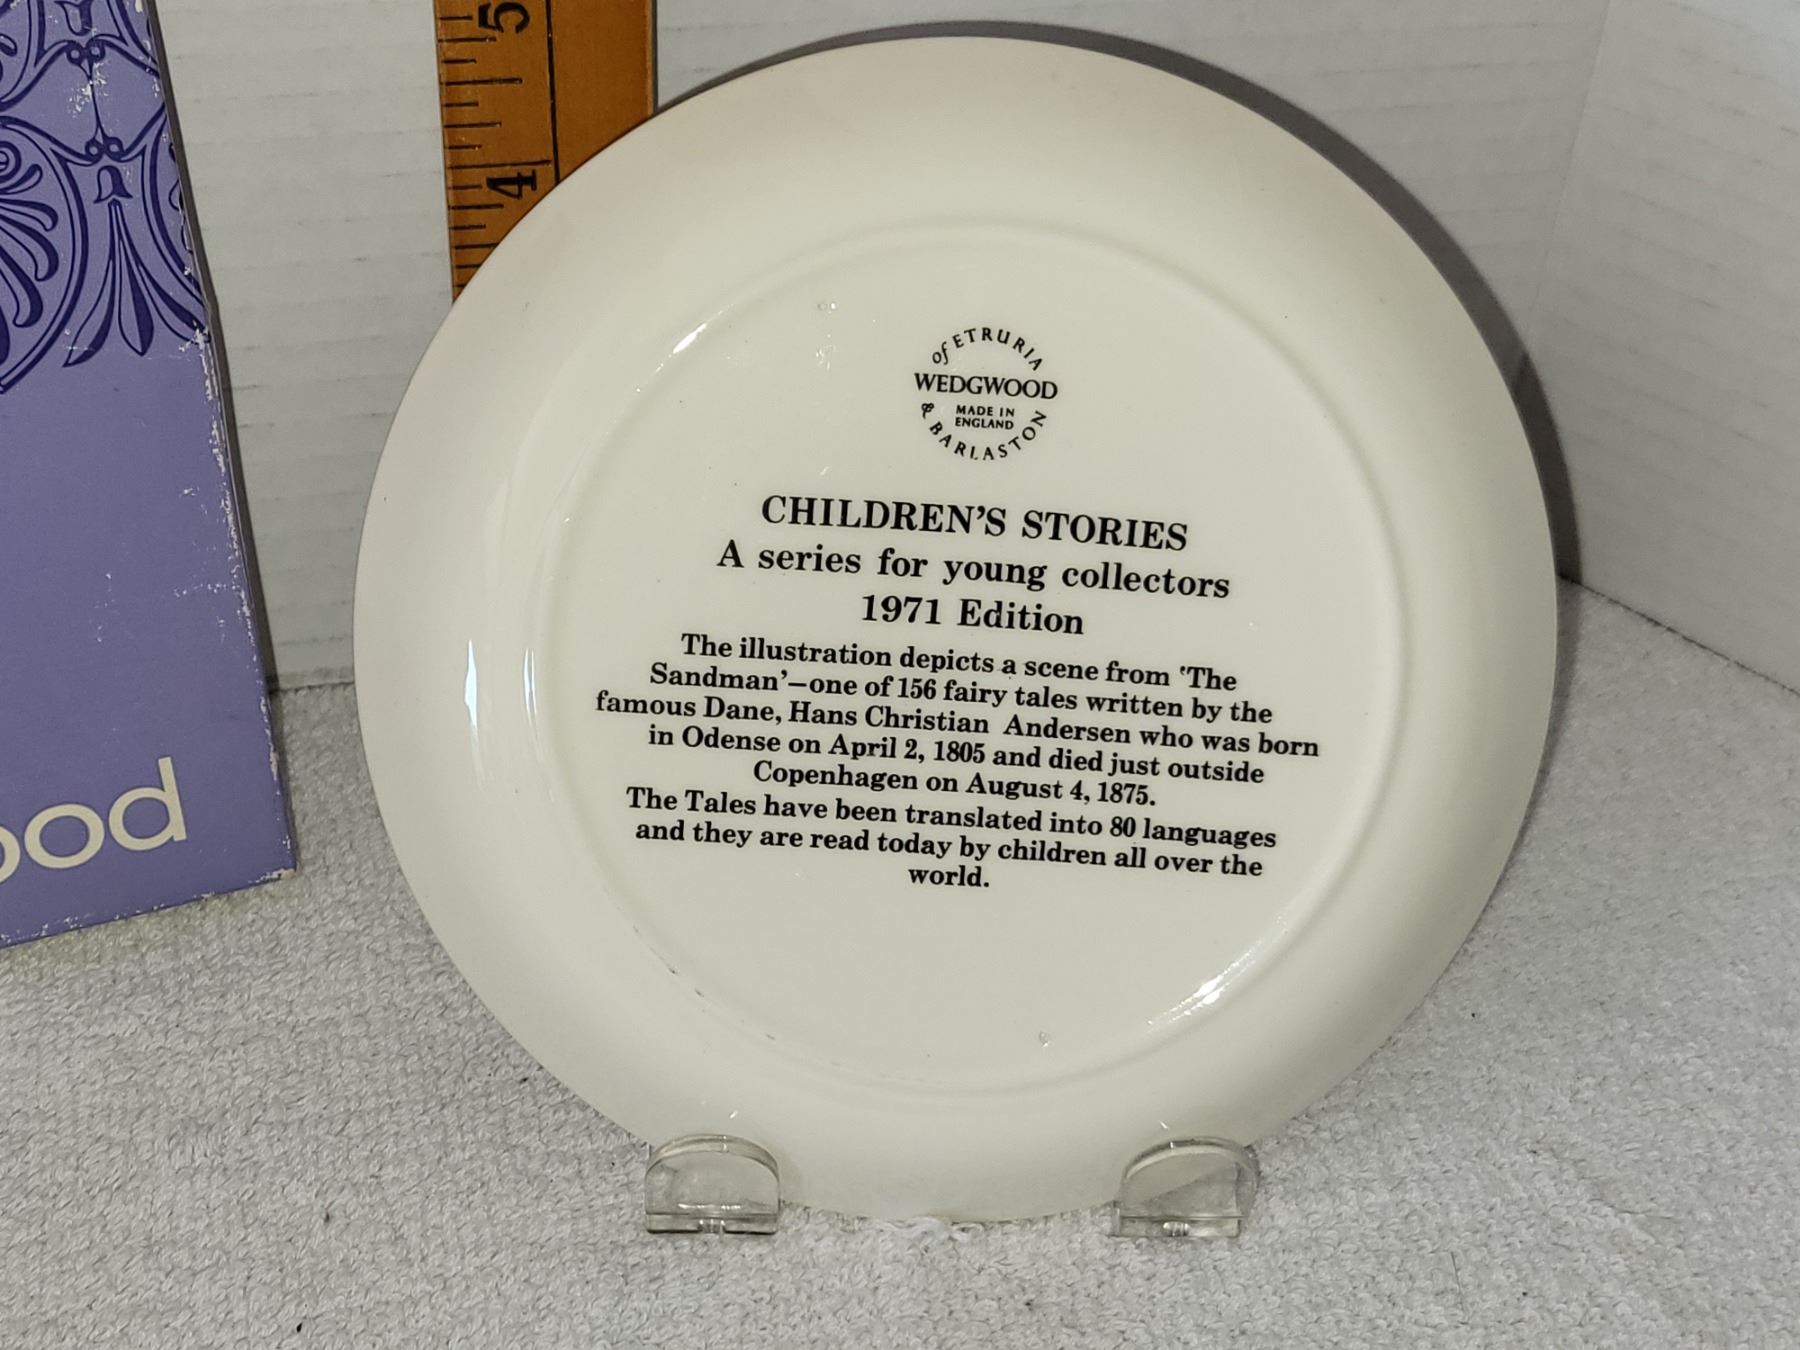 5
4
ood
of ETRURIA
WEDGWOOD
MADE IN
ENGLAND
& BARLASTON
CHILDREN'S STORIES
A series for young collectors
1971 Edition
The illustration depicts a scene from 'The
Sandman'—one of 156 fairy tales written by the
famous Dane, Hans Christian Andersen who was born
in Odense on April 2, 1805 and died just outside
Copenhagen on August 4, 1875.
The Tales have been translated into 80 languages
and they are read today by children all over the
world.